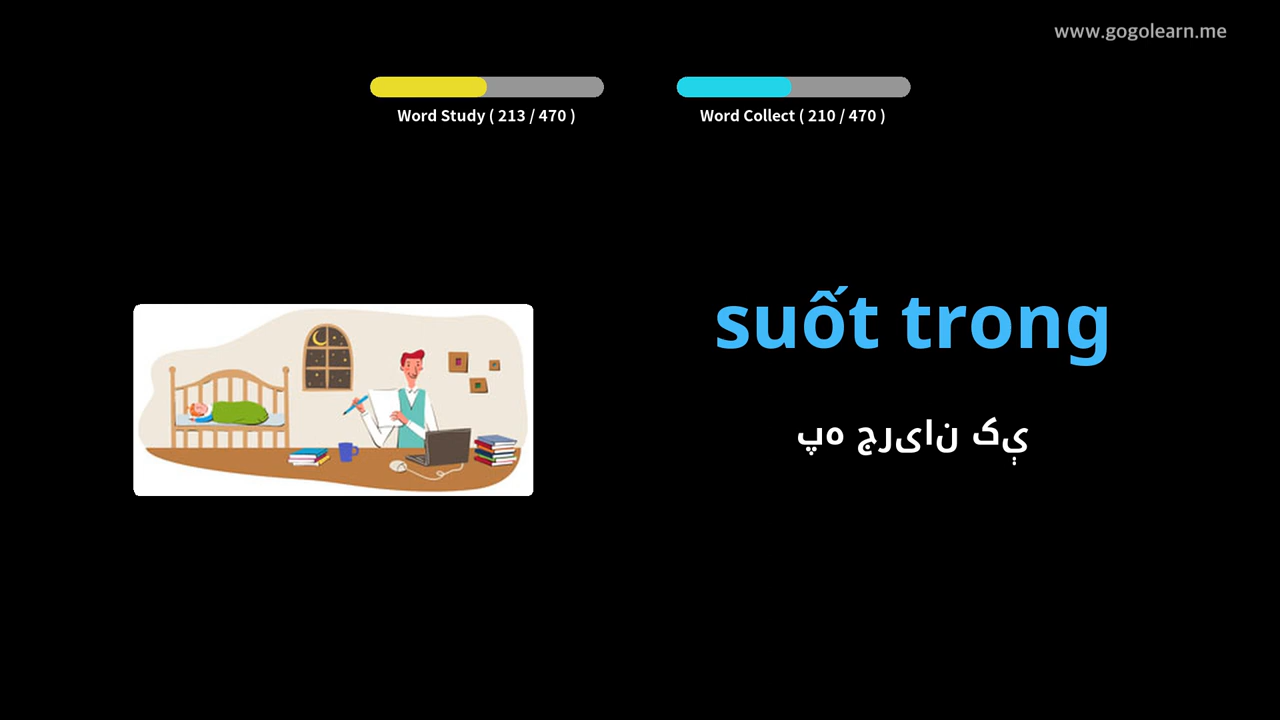 www.gogolearn.me
Word Study ( 213 / 470 )
Word Collect ( 210 / 470 )
suốt trong
په جریان کې